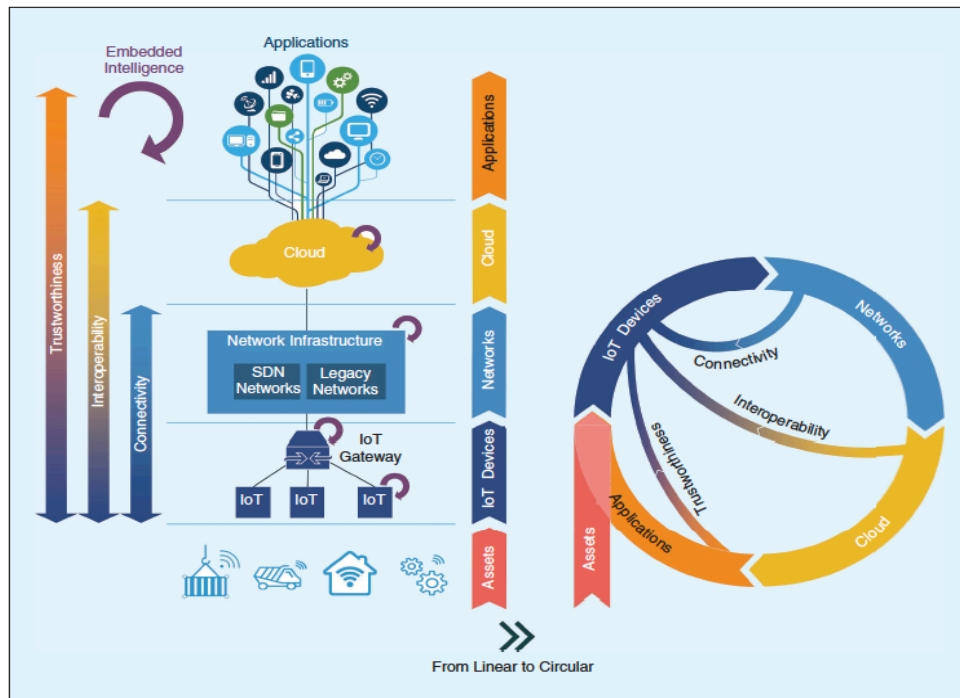 Embedded
Intelligence
Applications
Trustworthiness
Interoperability
Connectivity
Cloud
Network Infrastructure
SDN
Networks
Legacy
Networks
IoT
Gateway
IoT
IoT
IoT
Applications
Cloud
Networks
IoT Devices
Assets
IoT Devices
Networks
Connectivity
Interoperability
Trustworthiness
Applications
Cloud
Assets
From Linear to Circular